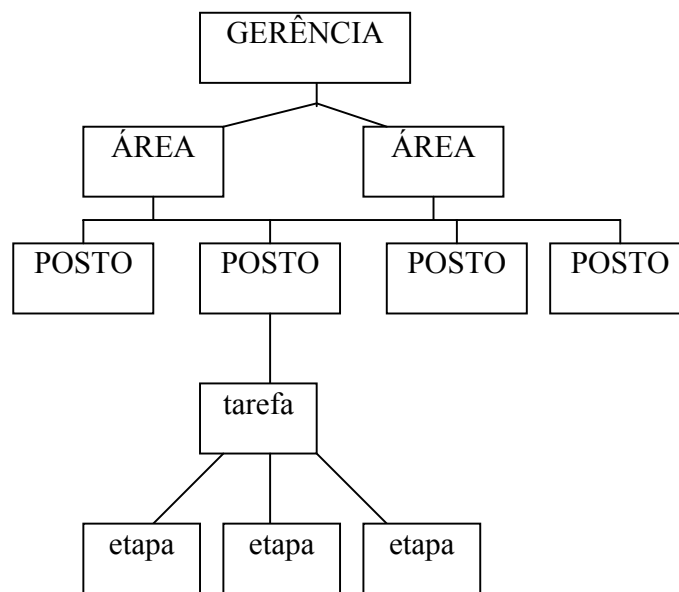 GERÊNCIA
ÁREA
ÁREA
POSTO
POSTO
POSTO
POSTO
tarefa
etapa
etapa
etapa